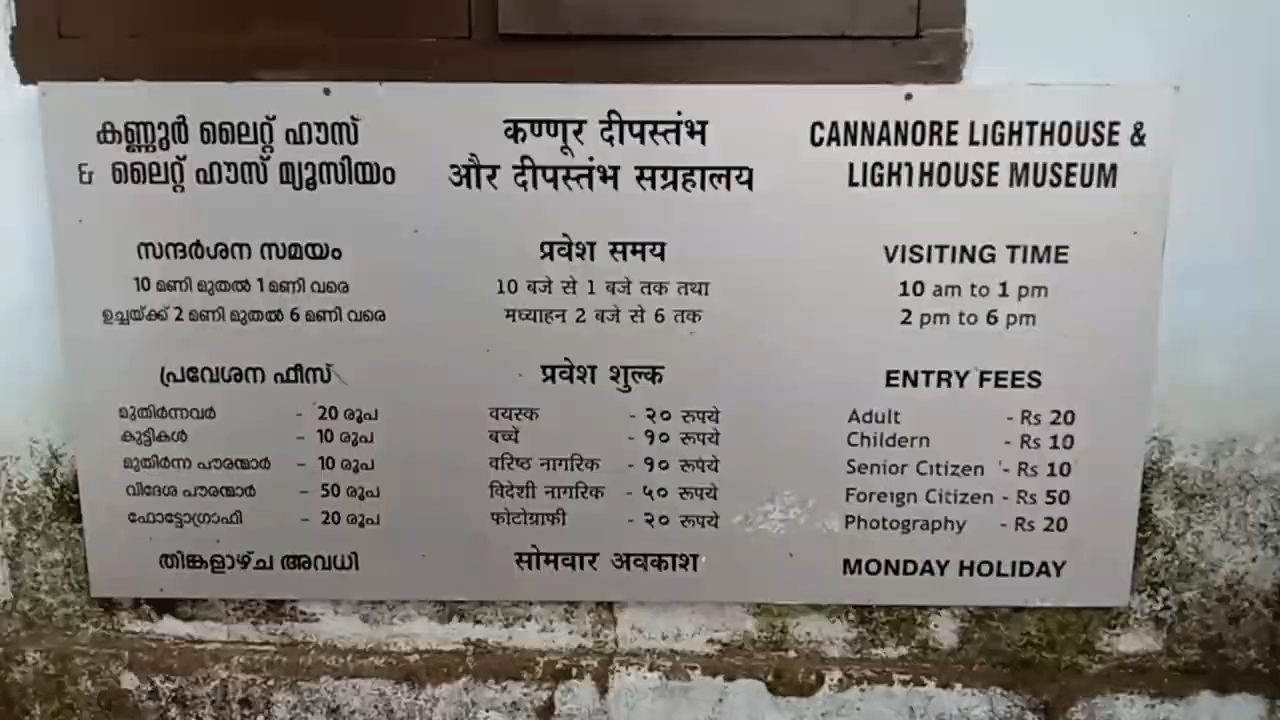 കണ്ണൂർ ലൈറ്റ് ഹൗസ്
& ലൈറ്റ് ഹൗസ് മ്യൂസിയം
സന്ദർശന സമയം
10 മണി മുതൽ 1 മണി വരെ
ഉച്ചയ്ക്ക് 2 മണി മുതൽ 6 മണി വരെ
പ്രവേശന ഫീസ്
മുതിർന്നവർ - 20 രൂപ
കുട്ടികൾ - 10 രൂപ
മുതിർന്ന പൗരന്മാർ - 10 രൂപ
വിദേശ പൗരന്മാർ - 50 രൂപ
ഫോട്ടോഗ്രാഫി - 20 രൂപ
തിങ്കളാഴ്ച അവധി
कण्णूर दीपस्तंभ
और दीपस्तंभ सग्रहालय
प्रवेश समय
10 बजे से 1 बजे तक तथा
मध्याहन 2 बजे से 6 तक
प्रवेश शुल्क
वयस्क - २० रुपये
बच्चें - १० रुपये
वरिष्ठ नागरिक - १० रुपये
विदेशी नागरिक - ५० रूपये
फोटोग्राफी - २० रूपये
सोमवार अवकाश
CANNANORE LIGHTHOUSE &
LIGHTHOUSE MUSEUM
VISITING TIME
10 am to 1 pm
2 pm to 6 pm
ENTRY FEES
Adult - Rs 20
Childern - Rs 10
Senior Citizen - Rs 10
Foreign Citizen - Rs 50
Photography - Rs 20
MONDAY HOLIDAY